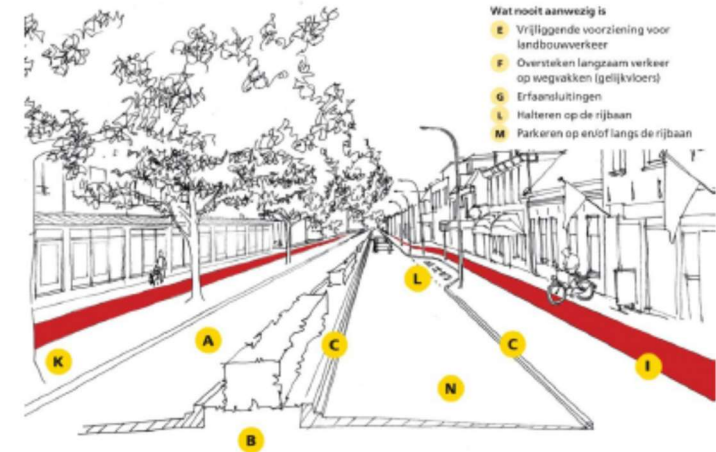 Wat nooit aanwezig is
E Vrijliggende voorziening voor
landbouwverkeer
F Oversteken langzaam verkeer
op wegvakken (gelijkvloers)
G Erfaansluitingen
L Halteren op de rijbaan
M Parkeren op en/of langs de rijbaan
L
A
C
C
K
I
N
B